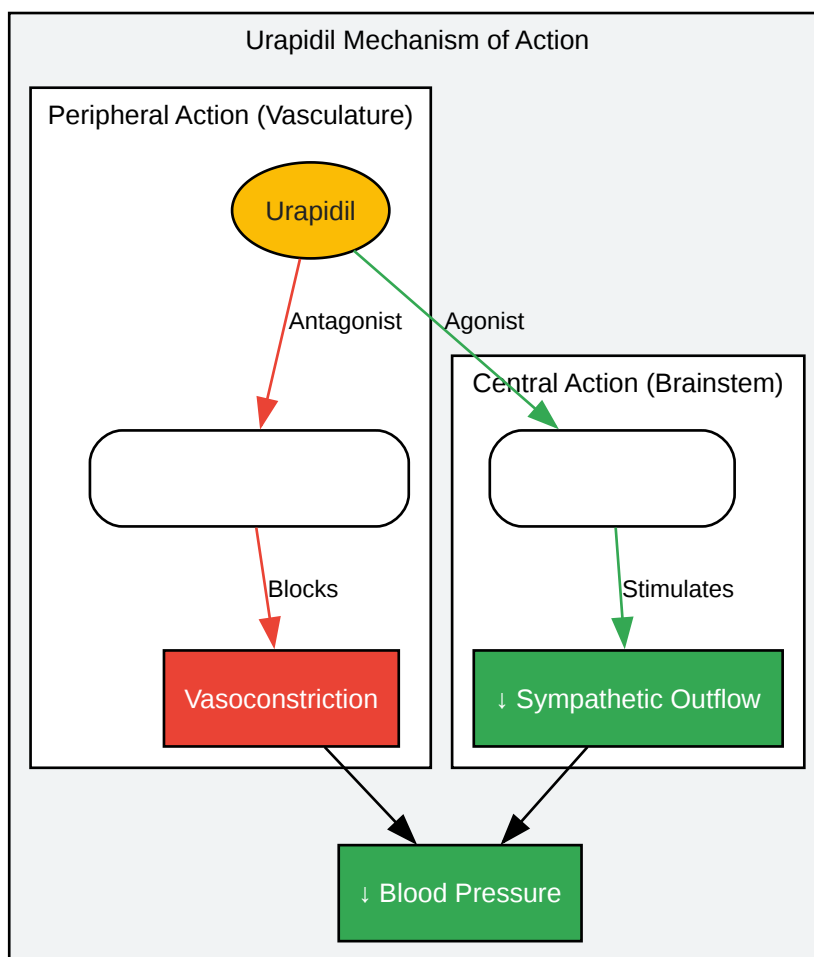 Urapidil Mechanism of Action
Peripheral Action (Vasculature)
Urapidil
Antagonist
Agonist
Central Action (Brainstem)
Blocks
Stimulates
Vasoconstriction
↓ Sympathetic Outflow
↓ Blood Pressure